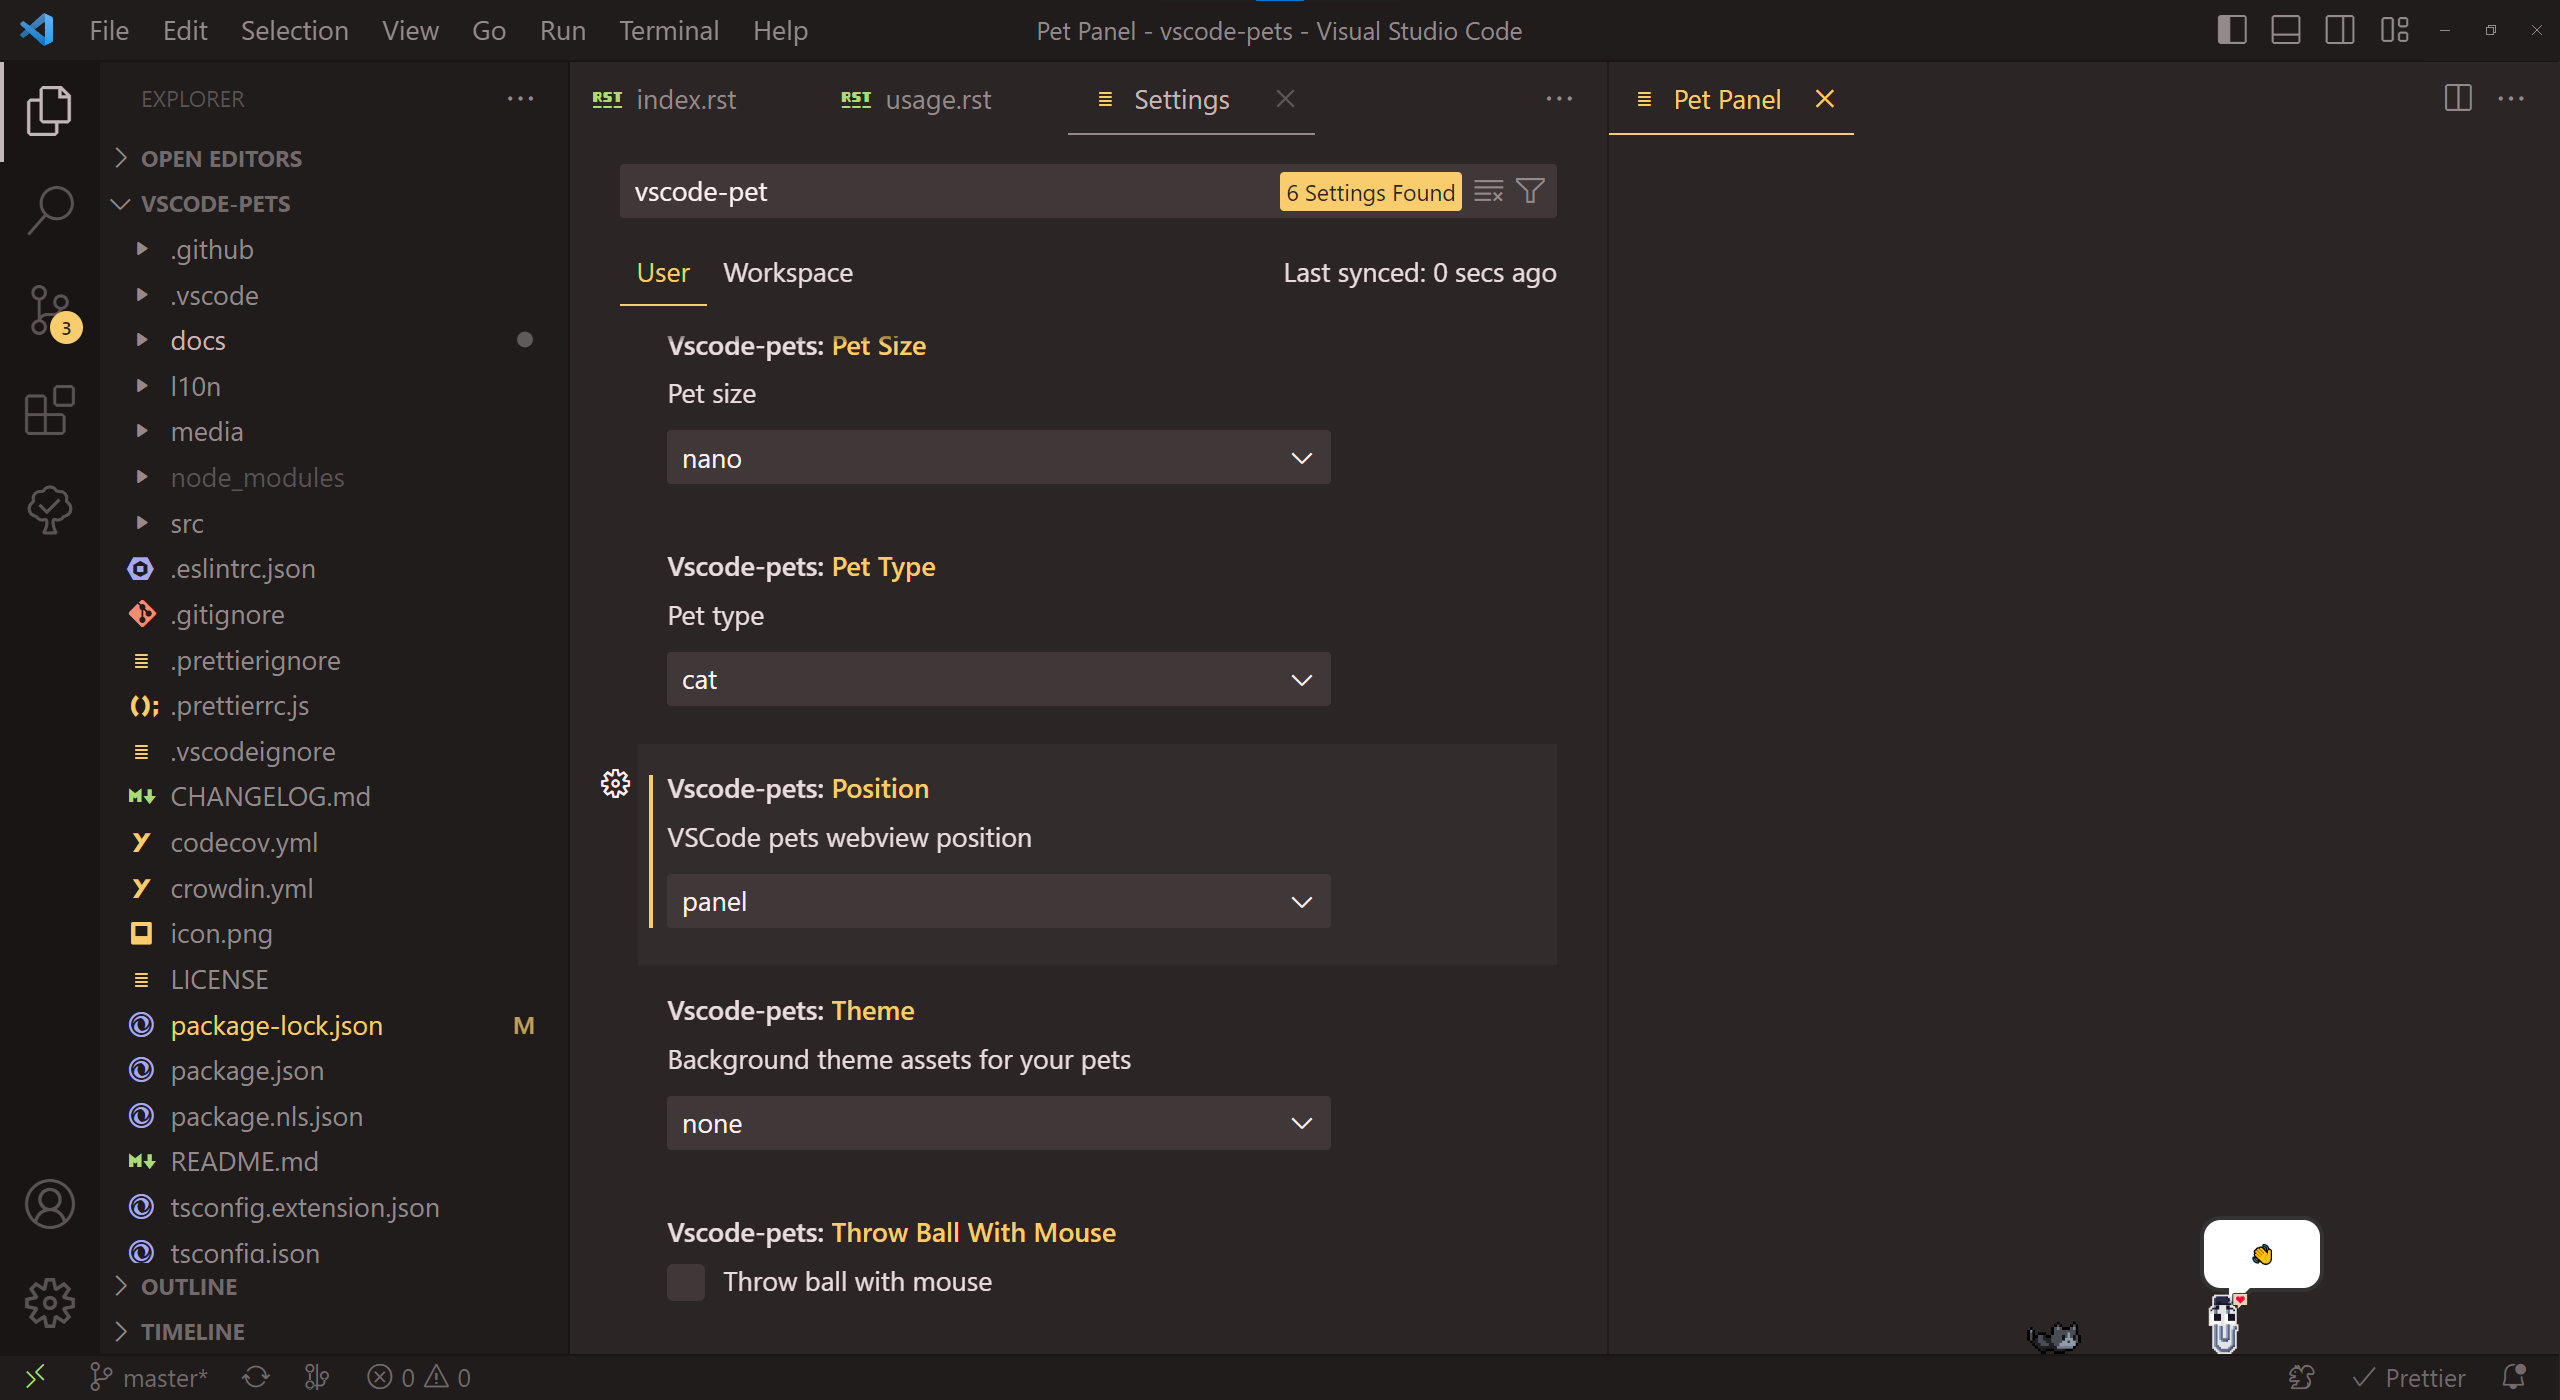 File Edit Selection View Go Run Terminal Help
Pet Panel - vscode-pets - Visual Studio Code
EXPLORER
OPEN EDITORS
VSCODE-PETS
.github
.vscode
docs
l10n
media
node_modules
src
.eslintrc.json
.gitignore
.prettierignore
.prettierrc.js
.vscodeignore
CHANGELOG.md
codecov.yml
crowdin.yml
icon.png
LICENSE
package-lock.json M
package.json
package.nls.json
README.md
tsconfig.extension.json
tsconfig.json
OUTLINE
TIMELINE
3
RST index.rst
RST usage.rst
Settings
vscode-pet
6 Settings Found
User Workspace
Last synced: 0 secs ago
Vscode-pets: Pet Size
Pet size
nano
Vscode-pets: Pet Type
Pet type
cat
Vscode-pets: Position
VSCode pets webview position
panel
Vscode-pets: Theme
Background theme assets for your pets
none
Vscode-pets: Throw Ball With Mouse
Throw ball with mouse
Pet Panel
master* 0 0
Prettier